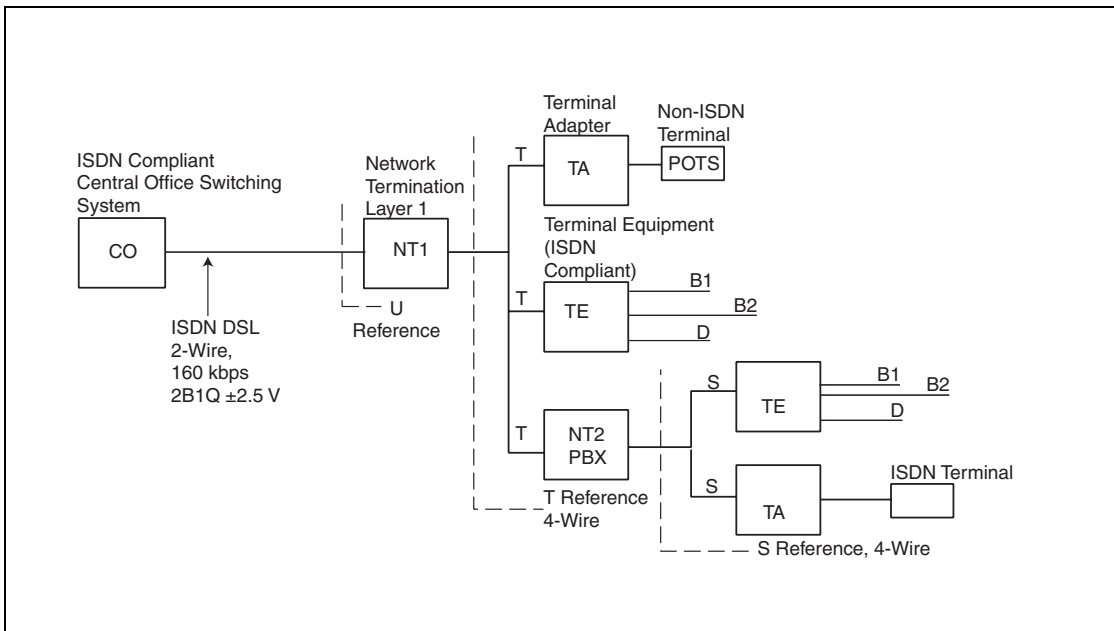 ISDN Compliant
Central Office Switching
System
CO
ISDN DSL
2-Wire,
160 kbps
2B1Q ±2.5 V
Network
Termination
Layer 1
NT1
U
Reference
Terminal
Adapter
T
TA
Non-ISDN
Terminal
POTS
Terminal Equipment
(ISDN
Compliant)
T
TE
B1
B2
D
T
NT2
PBX
T Reference
4-Wire
S
TE
B1
B2
D
S
TA
ISDN Terminal
S Reference, 4-Wire